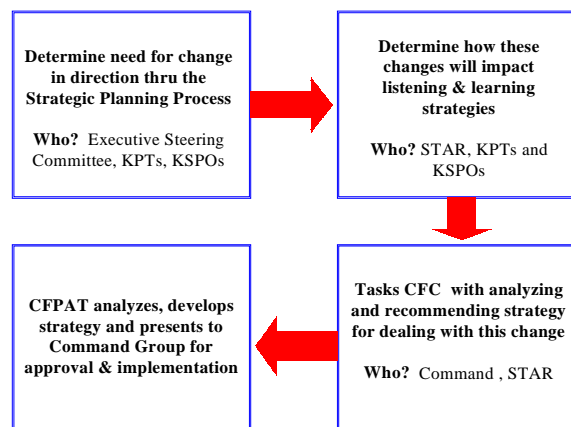 Determine need for change
in direction thru the
Strategic Planning Process
Who? Executive Steering
Committee, KPTs, KSPOs
Determine how these
changes will impact
listening & learning
strategies
Who? STAR, KPTs and
KSPOs
Tasks CFC with analyzing
and recommending strategy
for dealing with this change
Who? Command , STAR
CFPAT analyzes, develops
strategy and presents to
Command Group for
approval & implementation